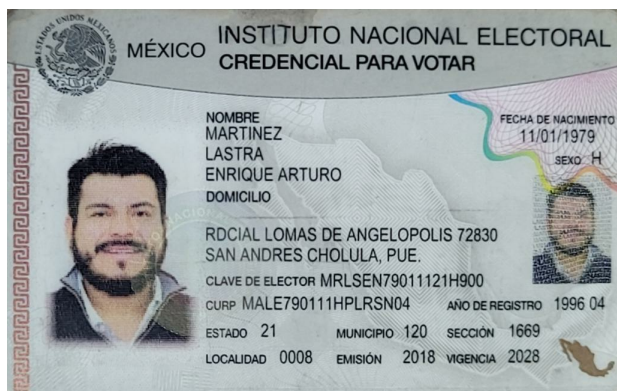 ESTADOS UNIDOS MEXICANOS
MÉXICO
INSTITUTO NACIONAL ELECTORAL
CREDENCIAL PARA VOTAR
NOMBRE
MARTINEZ
LASTRA
ENRIQUE ARTURO
FECHA DE NACIMIENTO
11/01/1979
SEXO H
DOMICILIO
RDCIAL LOMAS DE ANGELOPOLIS 72830
SAN ANDRES CHOLULA, PUE.
CLAVE DE ELECTOR MRLSEN79011121H900
CURP MALE790111HPLRSN04 AÑO DE REGISTRO 1996 04
ESTADO 21 MUNICIPIO 120 SECCIÓN 1669
LOCALIDAD 0008 EMISIÓN 2018 VIGENCIA 2028